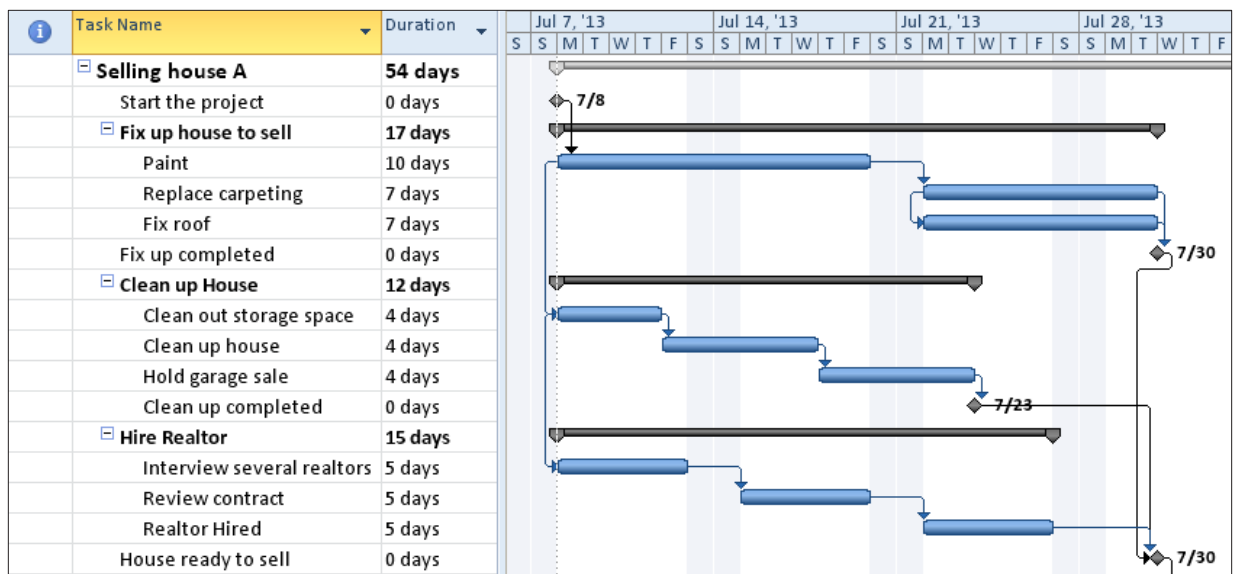 Task Name Duration Jul 7, '13 Jul 14, '13 Jul 21, '13 Jul 28, '13
S S M T W T F S S M T W T F S S M T W T F S S M T W T F
Selling house A 54 days
Start the project 0 days 7/8
Fix up house to sell 17 days
Paint 10 days
Replace carpeting 7 days
Fix roof 7 days
Fix up completed 0 days 7/30
Clean up House 12 days
Clean out storage space 4 days
Clean up house 4 days
Hold garage sale 4 days
Clean up completed 0 days 7/23
Hire Realtor 15 days
Interview several realtors 5 days
Review contract 5 days
Realtor Hired 5 days
House ready to sell 0 days 7/30